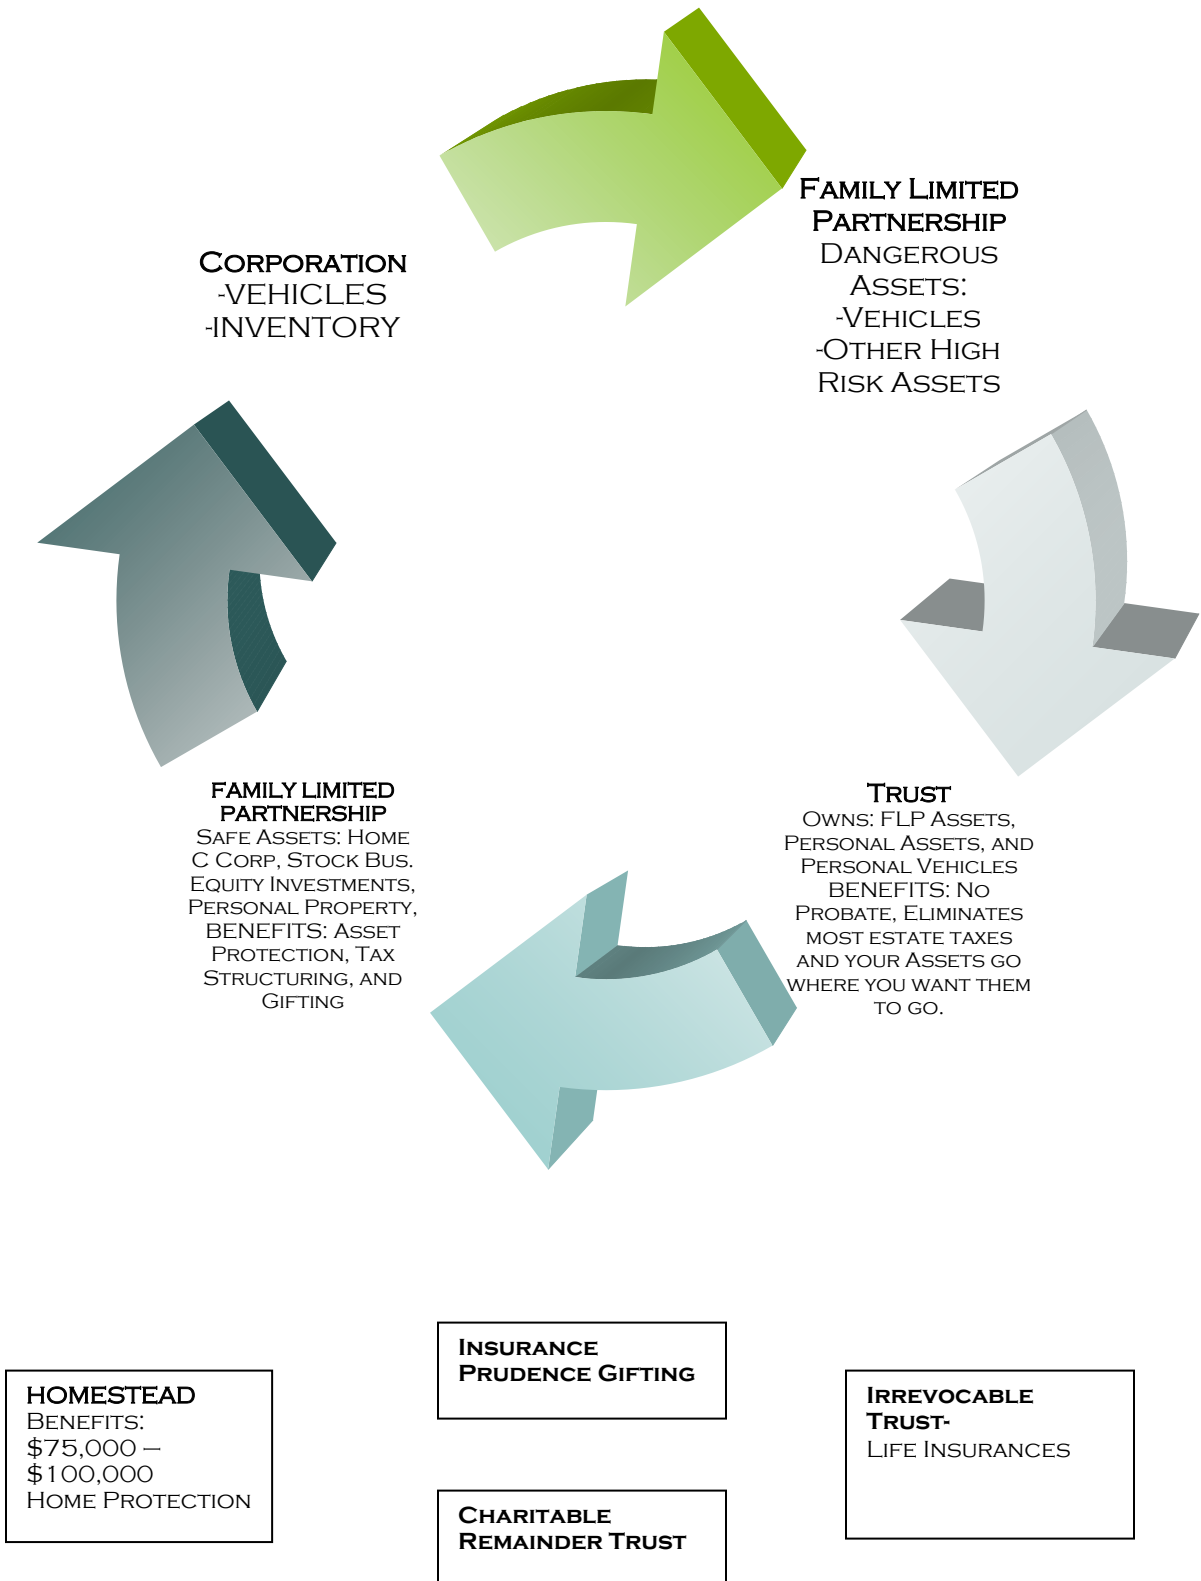 Corporation
-VEHICLES
-INVENTORY
Family Limited
Partnership
Dangerous
Assets:
-Vehicles
-Other High
Risk Assets
FAMILY LIMITED
PARTNERSHIP
Safe Assets: Home
C Corp, Stock Bus.
Equity Investments,
Personal Property,
BENEFITS: Asset
Protection, Tax
Structuring, and
Gifting
Trust
Owns: FLP Assets,
Personal Assets, and
Personal Vehicles
BENEFITS: No
Probate, Eliminates
most estate taxes
and your Assets go
where you want them
to go.
HOMESTEAD
Benefits:
$75,000 –
$100,000
Home Protection
Insurance
Prudence Gifting
Charitable
Remainder Trust
Irrevocable
Trust-
Life Insurances